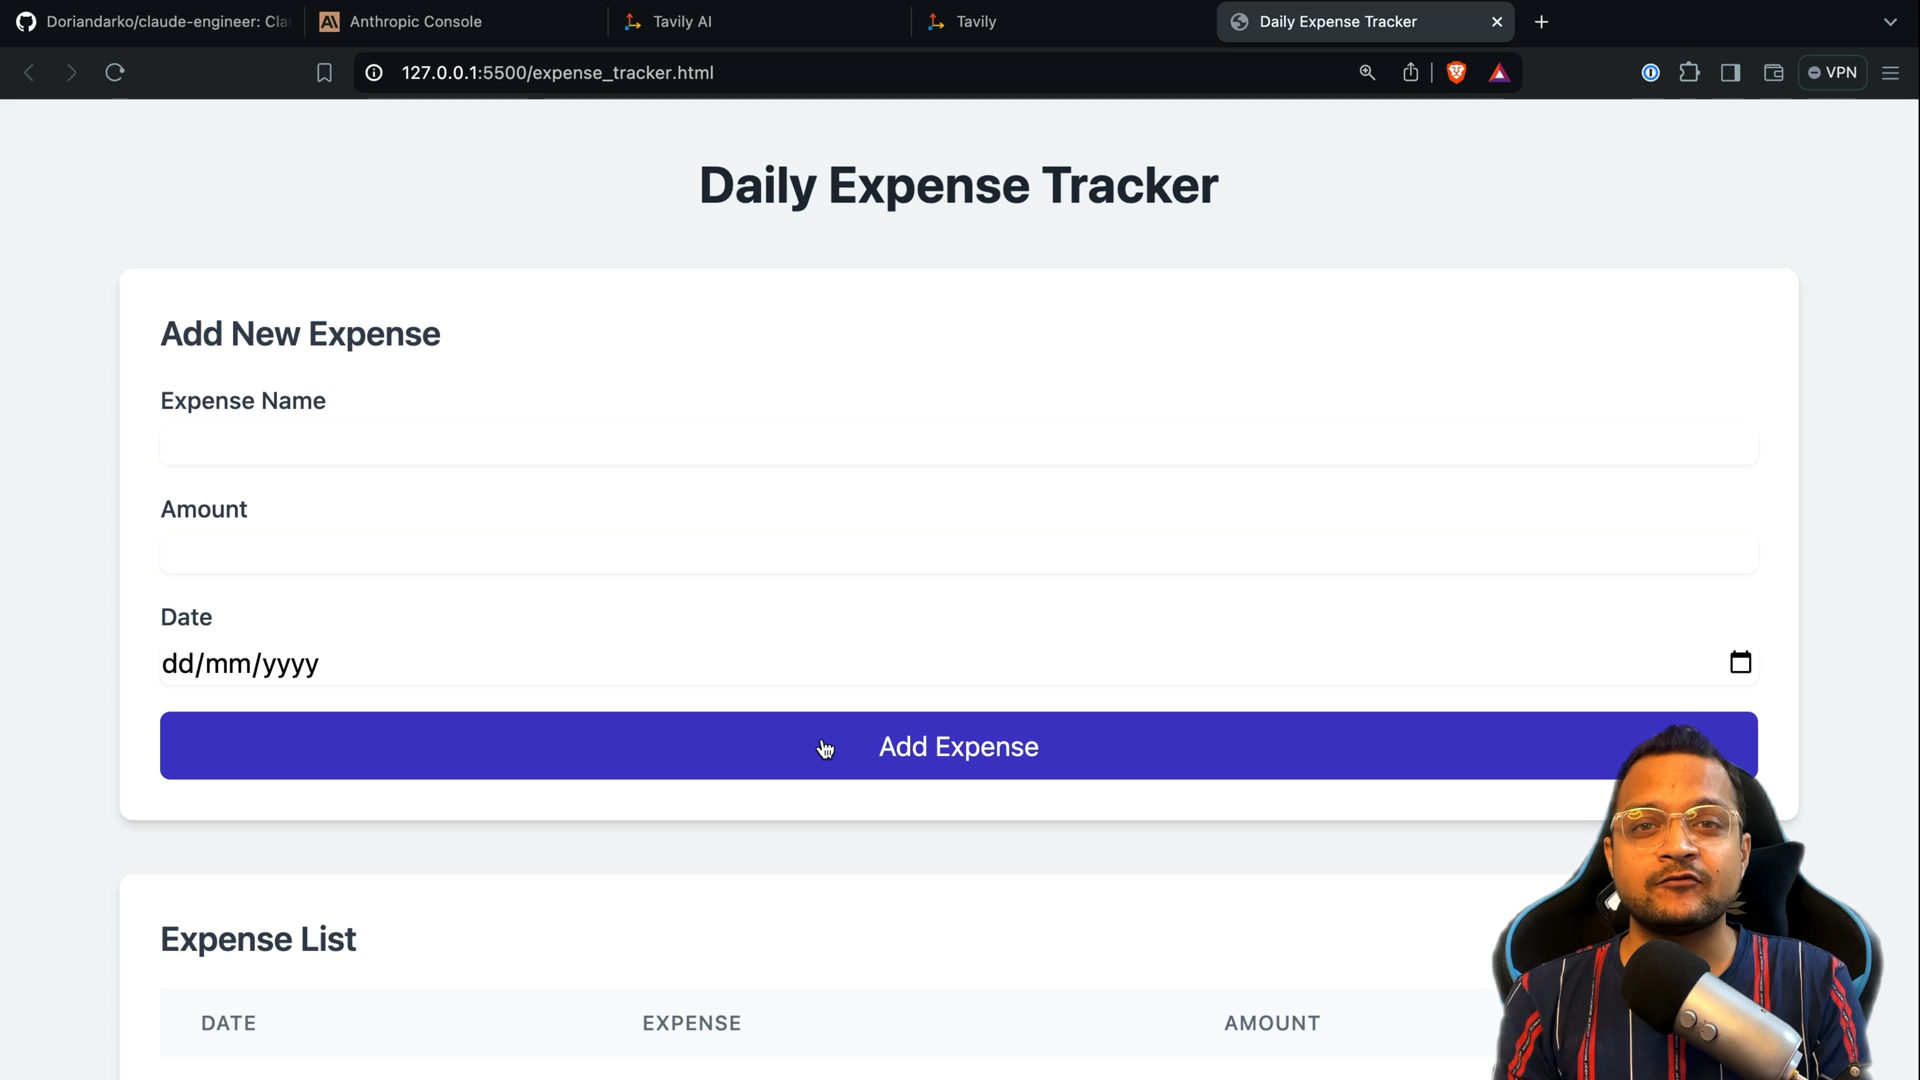 Doriandarko/claude-engineer: Cla
Anthropic Console
Tavily AI
Tavily
Daily Expense Tracker
127.0.0.1:5500/expense_tracker.html
VPN
Daily Expense Tracker
Add New Expense
Expense Name
Amount
Date
dd/mm/yyyy
Add Expense
Expense List
DATE
EXPENSE
AMOUNT